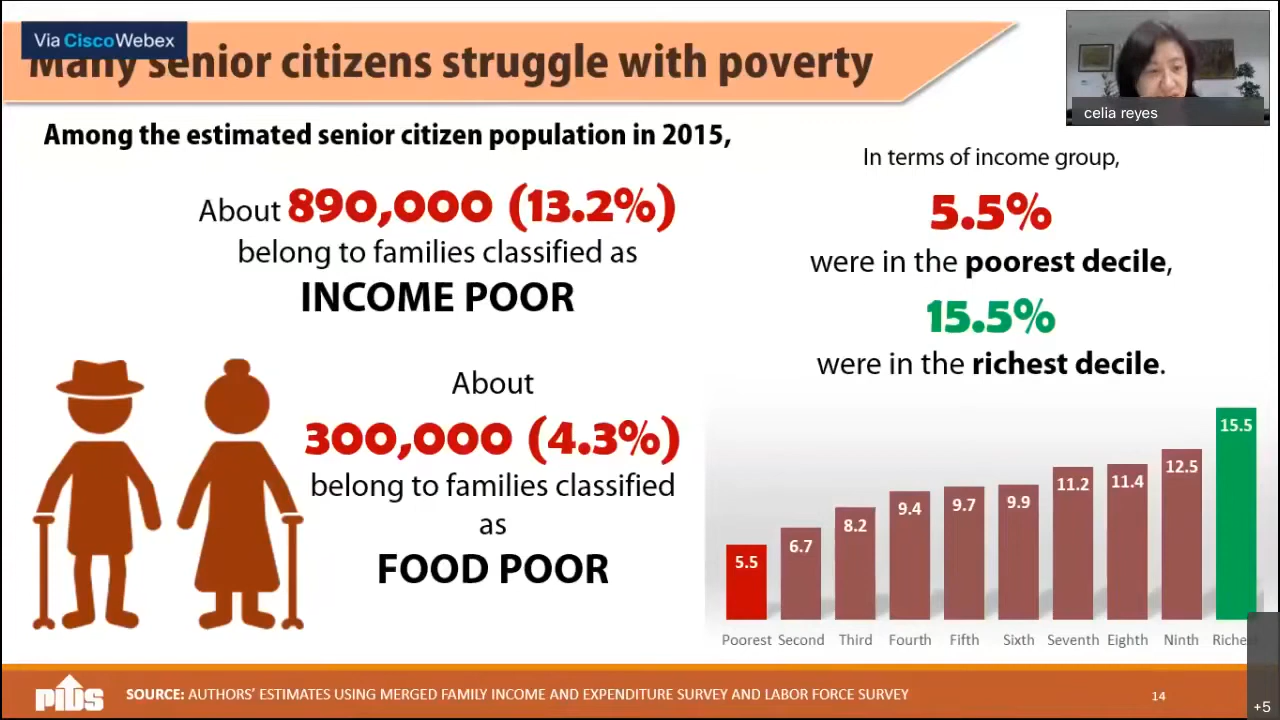 Via CiscoWebex
Many senior citizens struggle with poverty
celia reyes
Among the estimated senior citizen population in 2015,
About 890,000 (13.2%)
belong to families classified as
INCOME POOR
About
300,000 (4.3%)
belong to families classified
as
FOOD POOR
In terms of income group,
5.5%
were in the poorest decile,
15.5%
were in the richest decile.
5.5
6.7
8.2
9.4
9.7
9.9
11.2
11.4
12.5
15.5
Poorest Second Third Fourth Fifth Sixth Seventh Eighth Ninth Riches
pids
SOURCE: AUTHORS' ESTIMATES USING MERGED FAMILY INCOME AND EXPENDITURE SURVEY AND LABOR FORCE SURVEY
14
+5